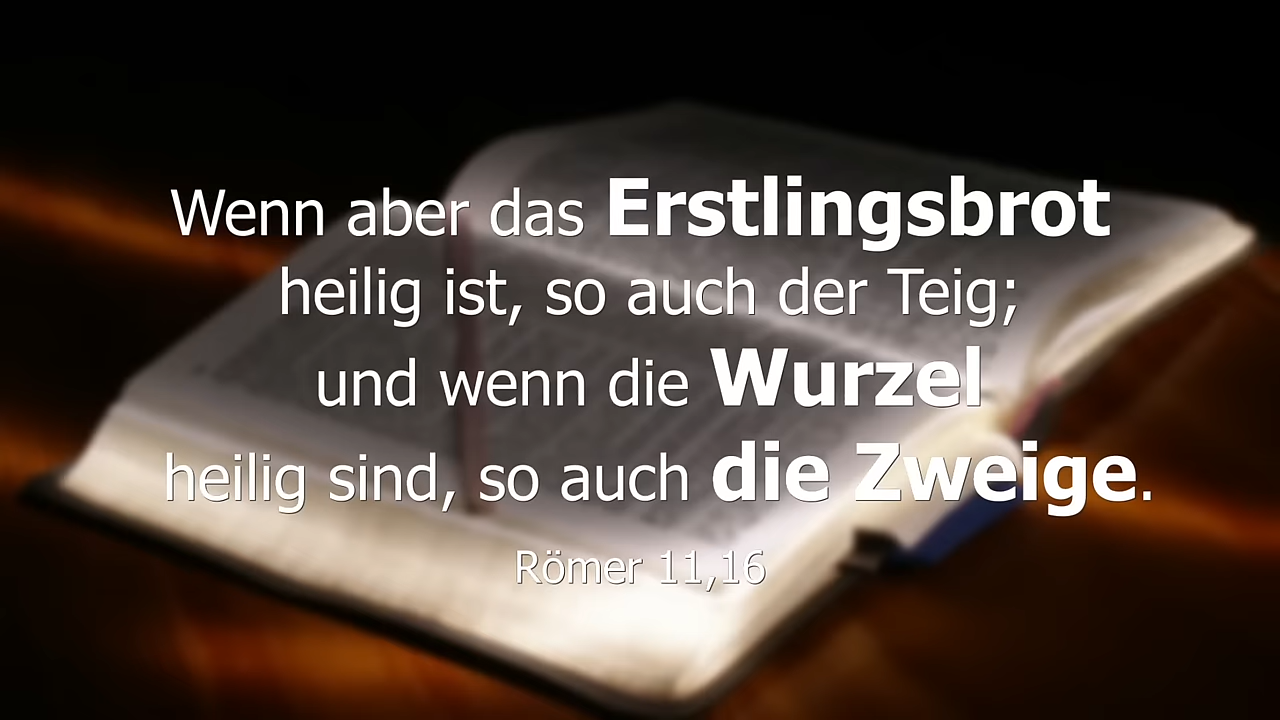 Wenn aber das Erstlingsbrot
heilig ist, so auch der Teig;
und wenn die Wurzel
heilig sind, so auch die Zweige.
Römer 11,16